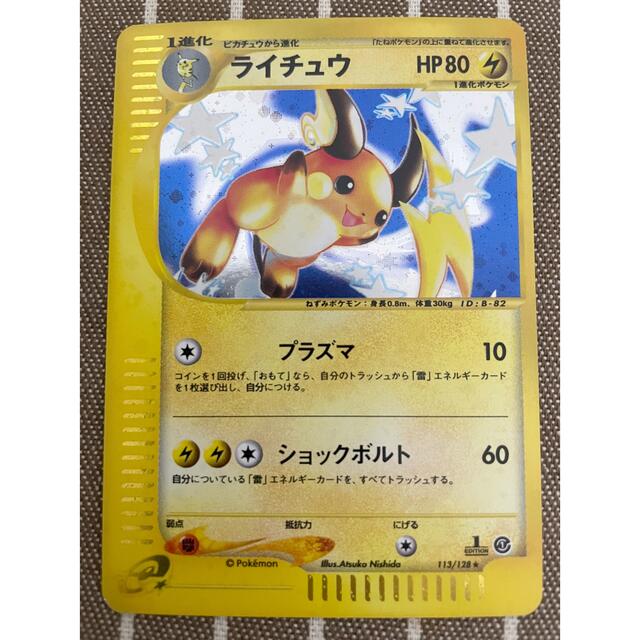 1進化
ピカチュウから進化
「たねポケモン」の上に重ねて進化させます。
ライチュウ
HP80
1進化ポケモン
ねずみポケモン：身長0.8m、体重30kg ID:B-82
プラズマ 10
コインを1回投げ、「おもて」なら、自分のトラッシュから「雷」エネルギーカード
を1枚選び出し、自分につける。
ショックボルト 60
自分についている「雷」エネルギーカードを、すべてトラッシュする。
弱点 抵抗力 にげる
1
EDITION
©Pokémon Illus.Atsuko Nishida 113/128★
e